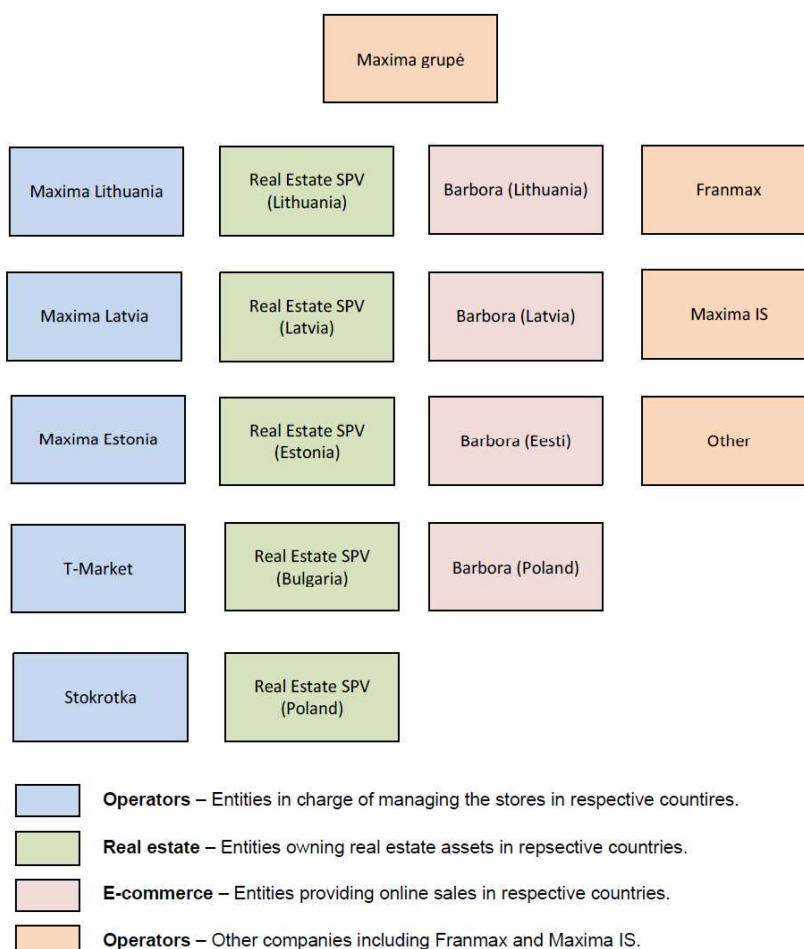 Maxima grupė
Maxima Lithuania
Real Estate SPV
(Lithuania)
Barbora (Lithuania)
Franmax
Maxima Latvia
Real Estate SPV
(Latvia)
Barbora (Latvia)
Maxima IS
Maxima Estonia
Real Estate SPV
(Estonia)
Barbora (Eesti)
Other
T-Market
Real Estate SPV
(Bulgaria)
Barbora (Poland)
Stokrotka
Real Estate SPV
(Poland)
Operators – Entities in charge of managing the stores in respective countires.
Real estate – Entities owning real estate assets in repsective countries.
E-commerce – Entities providing online sales in respective countries.
Operators – Other companies including Franmax and Maxima IS.